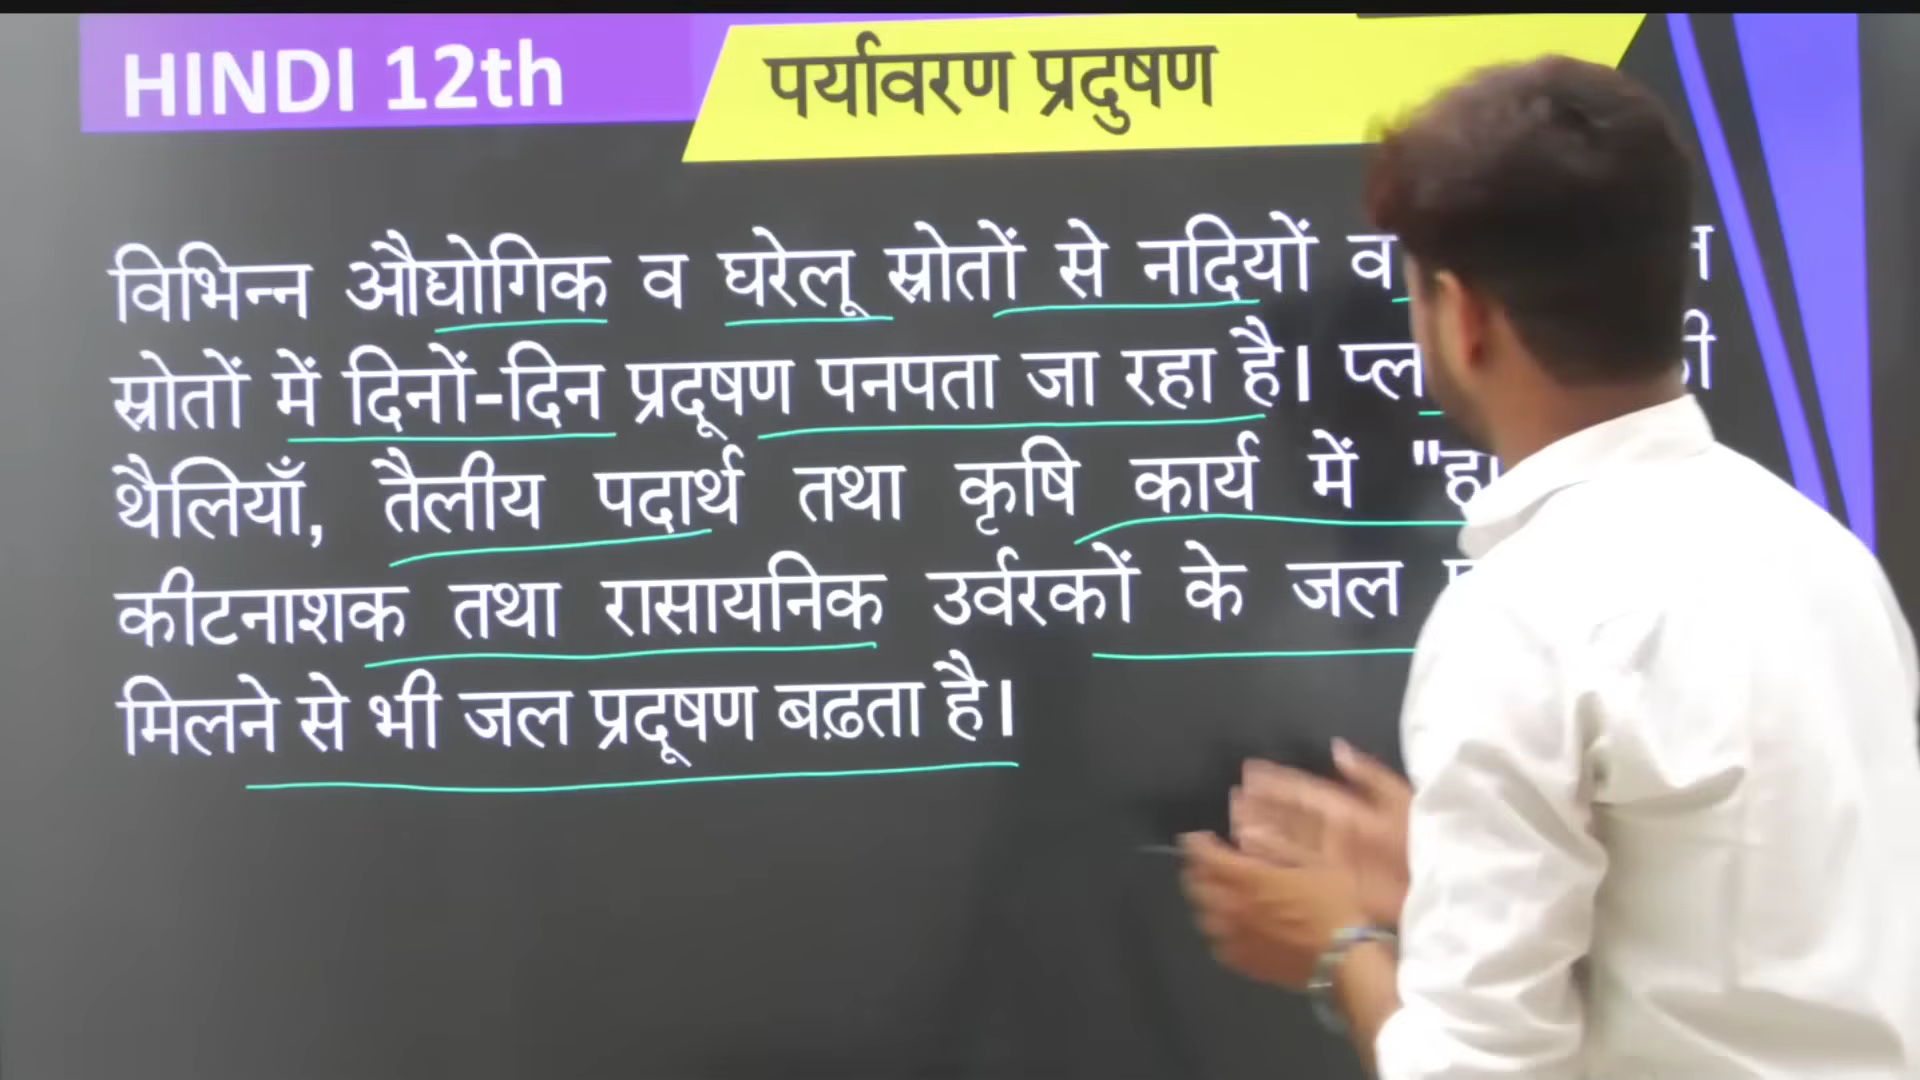 HINDI 12th
पर्यावरण प्रदुषण
विभिन्न औद्योगिक व घरेलू स्रोतों से नदियों व
स्रोतों में दिनों-दिन प्रदूषण पनपता जा रहा है।
थैलियाँ, तैलीय पदार्थ तथा कृषि कार्य में
कीटनाशक तथा रासायनिक उर्वरकों के जल
मिलने से भी जल प्रदूषण बढ़ता है।